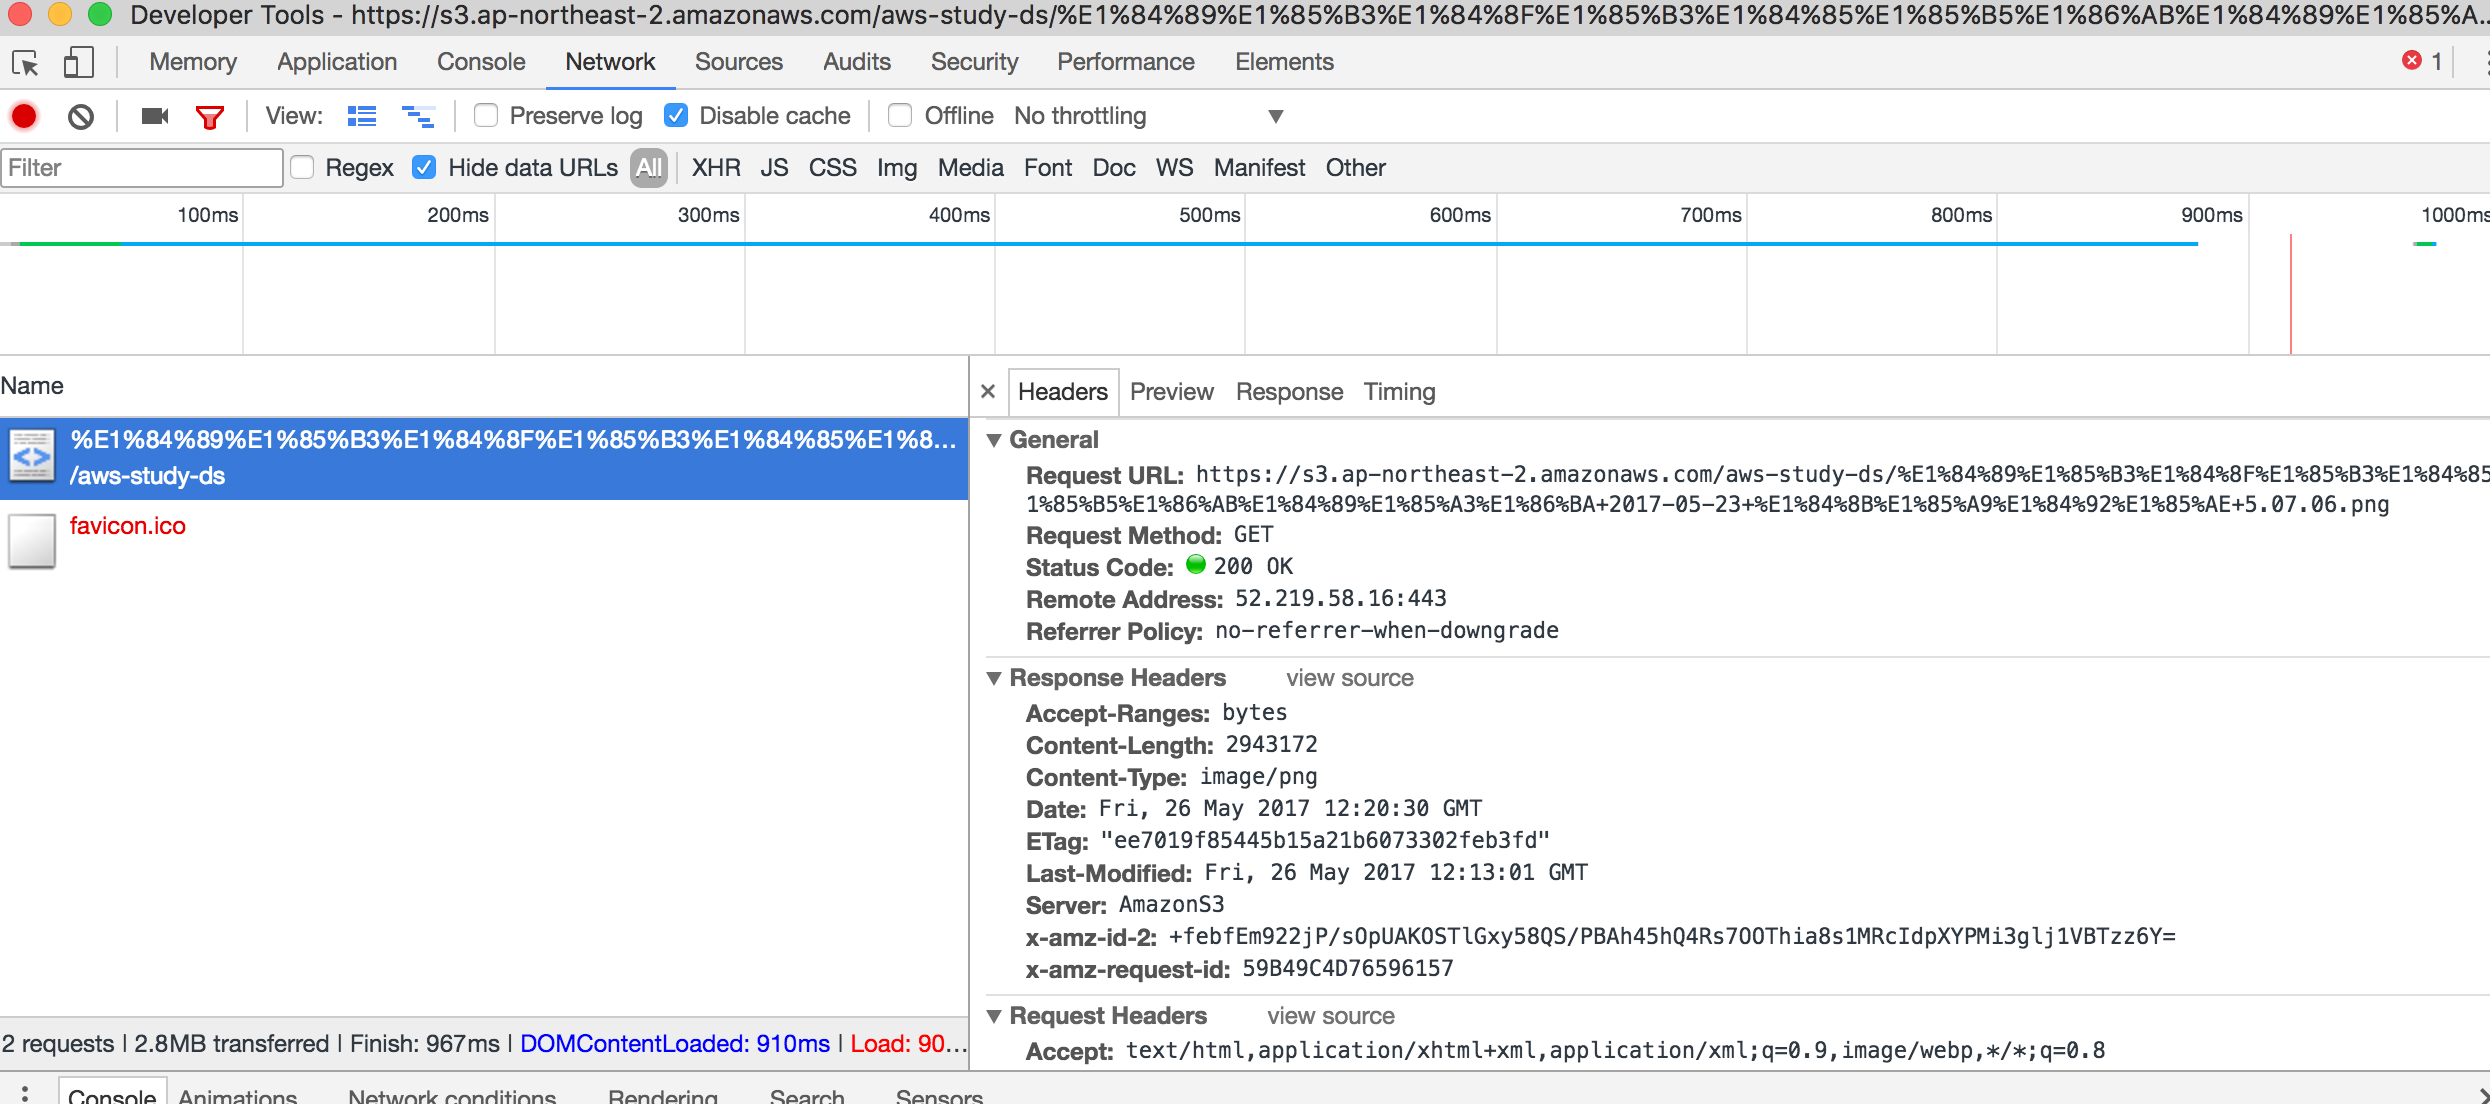 Developer Tools - https://s3.ap-northeast-2.amazonaws.com/aws-study-ds/%E1%84%89%E1%85%B3%E1%84%8F%E1%85%B3%E1%84%85%E1%85%B5%E1%86%AB%E1%84%89%E1%85%A...
Memory Application Console Network Sources Audits Security Performance Elements 1
View: Preserve log Disable cache Offline No throttling
Filter Regex Hide data URLs All XHR JS CSS Img Media Font Doc WS Manifest Other
100ms 200ms 300ms 400ms 500ms 600ms 700ms 800ms 900ms 1000ms
Name
%E1%84%89%E1%85%B3%E1%84%8F%E1%85%B3%E1%84%85%E1%8...
/aws-study-ds
favicon.ico
Headers Preview Response Timing
General
Request URL: https://s3.ap-northeast-2.amazonaws.com/aws-study-ds/%E1%84%89%E1%85%B3%E1%84%8F%E1%85%B3%E1%84%85
1%85%B5%E1%86%AB%E1%84%89%E1%85%A3%E1%86%BA+2017-05-23+%E1%84%8B%E1%85%A9%E1%84%92%E1%85%AE+5.07.06.png
Request Method: GET
Status Code: 200 OK
Remote Address: 52.219.58.16:443
Referrer Policy: no-referrer-when-downgrade
Response Headers view source
Accept-Ranges: bytes
Content-Length: 2943172
Content-Type: image/png
Date: Fri, 26 May 2017 12:20:30 GMT
ETag: "ee7019f85445b15a21b6073302feb3fd"
Last-Modified: Fri, 26 May 2017 12:13:01 GMT
Server: AmazonS3
x-amz-id-2: +febfEm922jP/sOpUAKOSTlGxy58QS/PBAh45hQ4Rs7OOThia8s1MRcIdpXYPMi3glj1VBTzz6Y=
x-amz-request-id: 59B49C4D76596157
Request Headers view source
Accept: text/html,application/xhtml+xml,application/xml;q=0.9,image/webp,*/*;q=0.8
2 requests | 2.8MB transferred | Finish: 967ms | DOMContentLoaded: 910ms | Load: 90...
Console Animations Network conditions Rendering Search Sensors